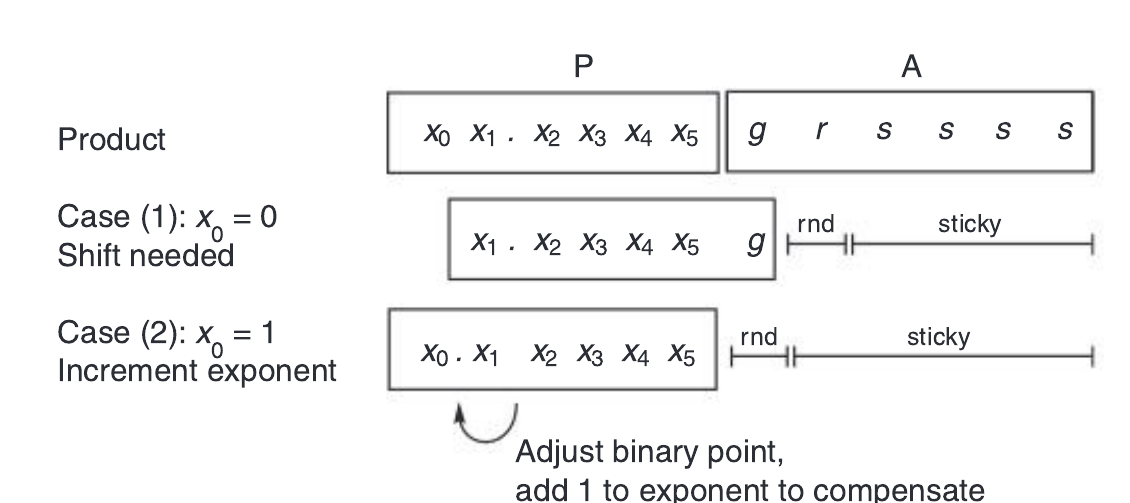 P A
Product x₀ x₁ . x₂ x₃ x₄ x₅ g r s s s s
Case (1): x₀ = 0
Shift needed
x₁ . x₂ x₃ x₄ x₅ g rnd sticky
Case (2): x₀ = 1
Increment exponent
x₀ . x₁ x₂ x₃ x₄ x₅ rnd sticky
Adjust binary point,
add 1 to exponent to compensate